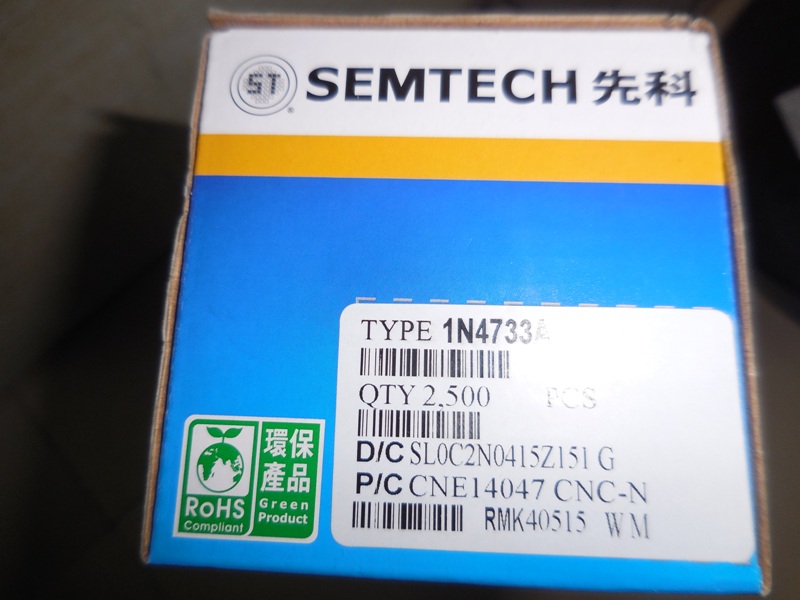 ST SEMTECH 先科
TYPE 1N4733A
QTY 2,500 PCS
D/C SL0C2N0415Z151 G
P/C CNE14047 CNC-N
RMK40515 WM
RoHS
Compliant
環保
產品
Green
Product